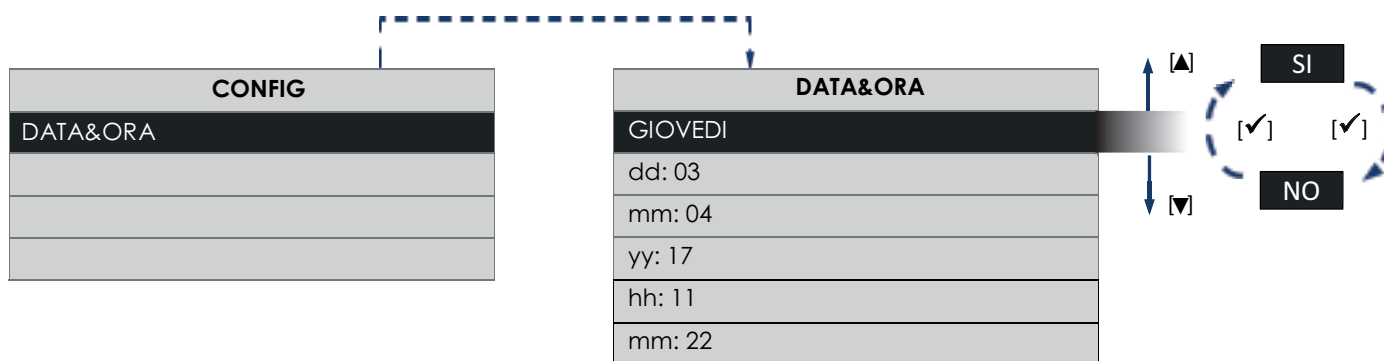 CONFIG
DATA&ORA
DATA&ORA
GIOVEDI
dd: 03
mm: 04
yy: 17
hh: 11
mm: 22
[▲]
[▼]
SI
[✓] [✓]
NO